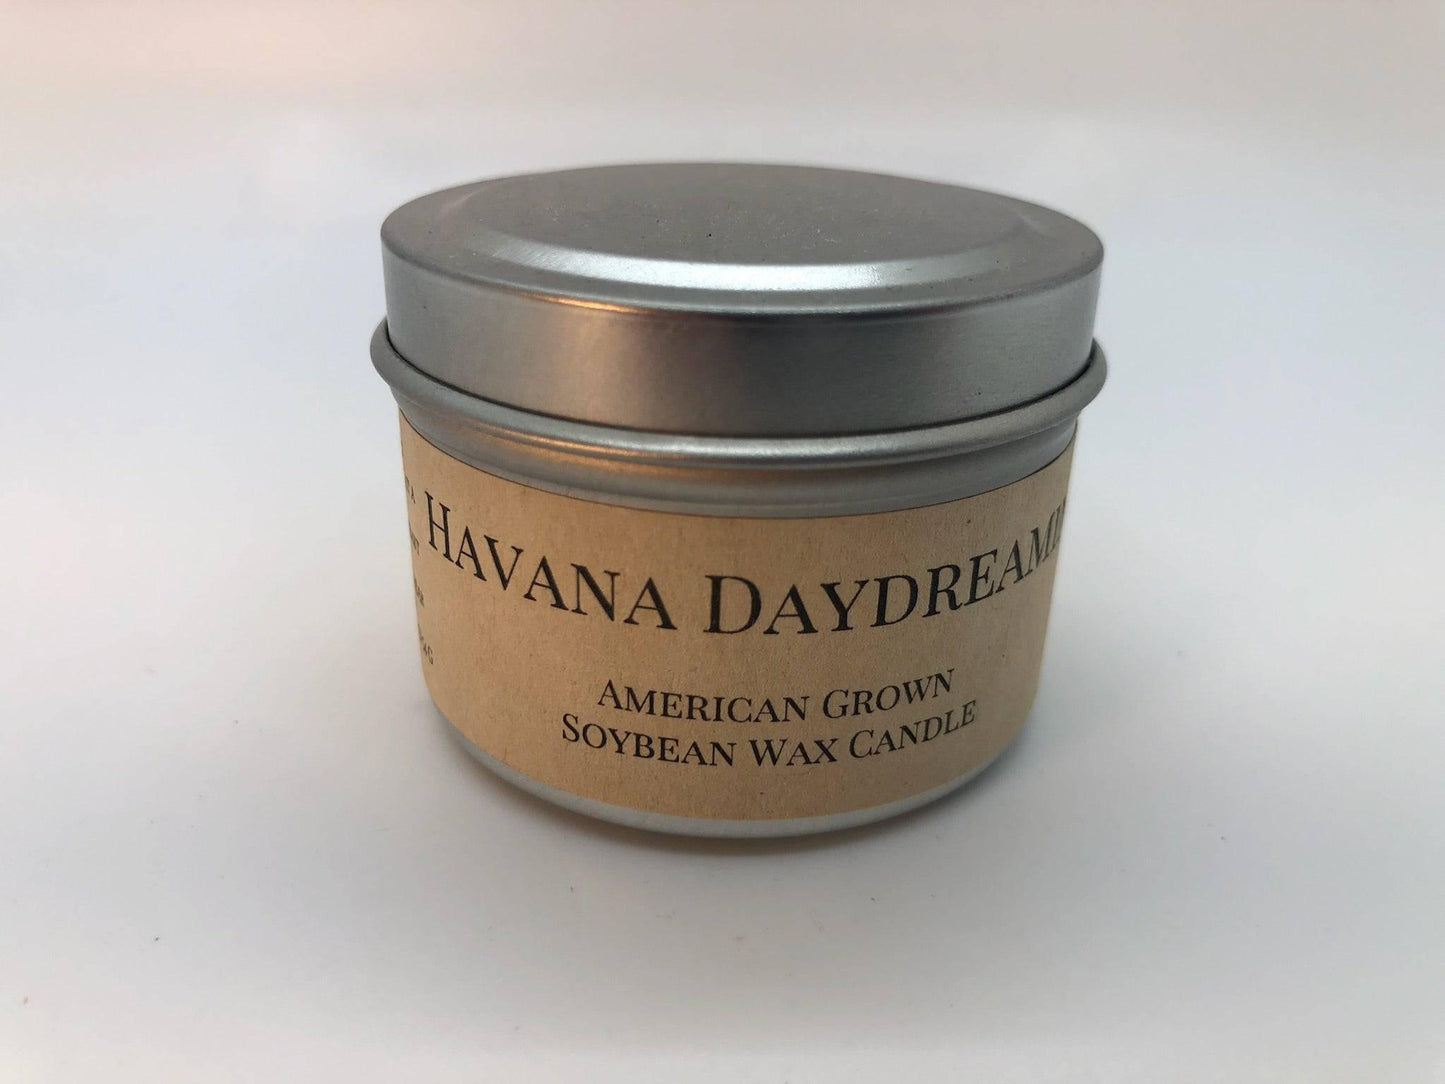 Havana Daydreami
American Grown
Soybean Wax Candle